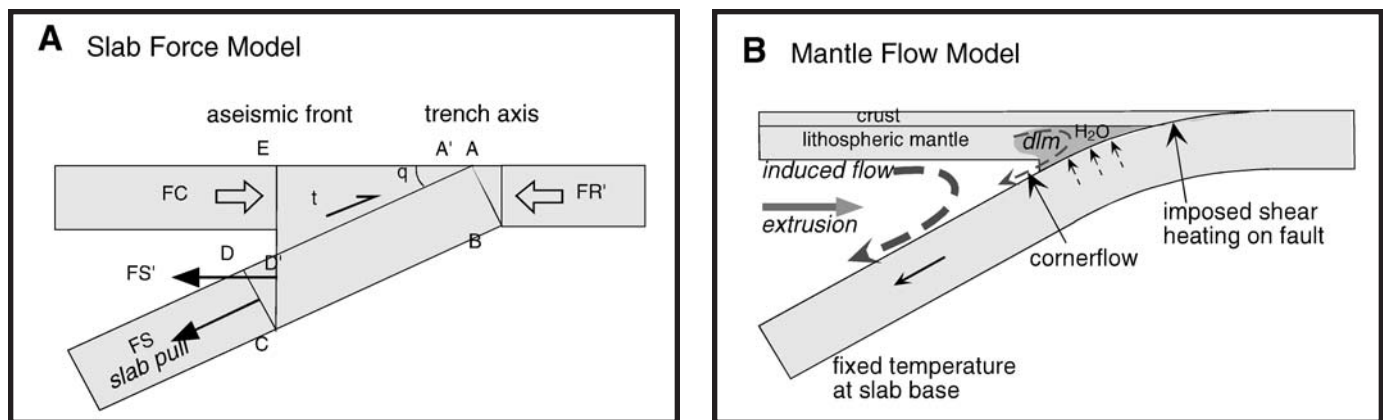 A Slab Force Model
aseismic front
trench axis
E
A'
A
q
FC
t
FR'
D
D'
B
FS'
FS
slab pull
C
B Mantle Flow Model
crust
lithospheric mantle
dlm
H₂O
induced flow
extrusion
imposed shear
heating on fault
cornerflow
fixed temperature
at slab base